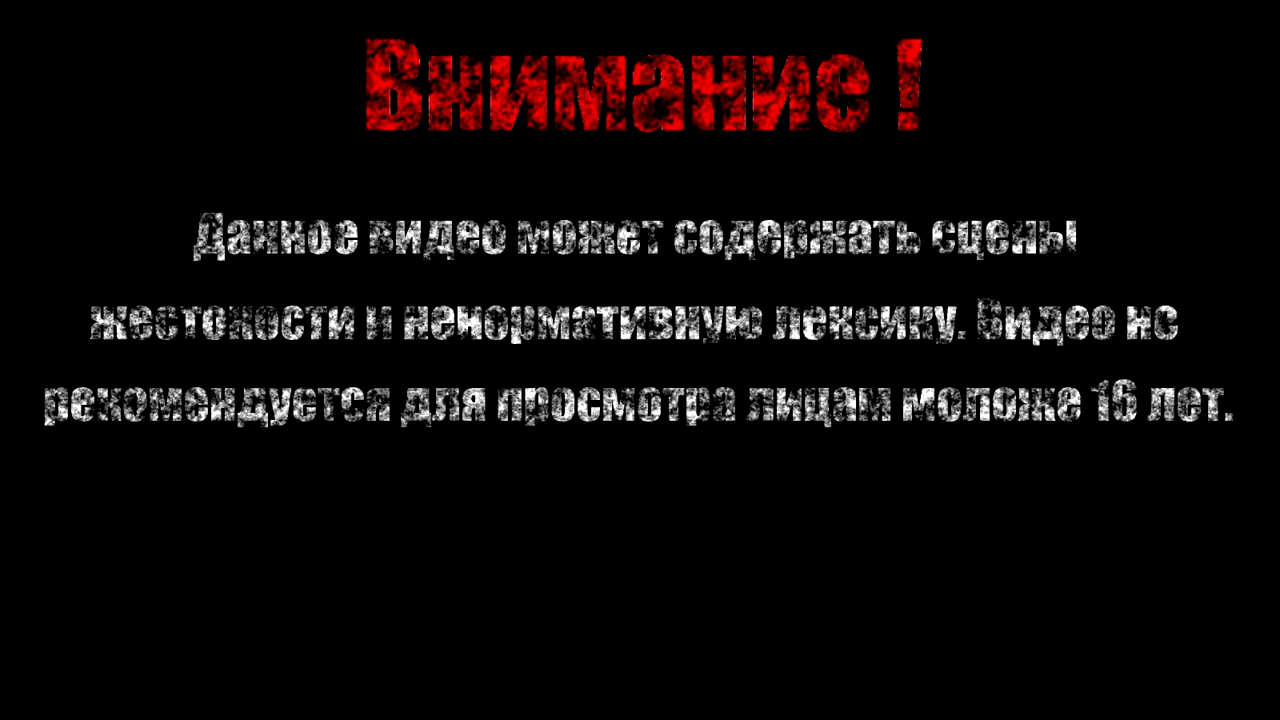 Внимание !
Данное видео может содержать сцены
жестокости и ненормативную лексику. Видео не
рекомендуется для просмотра лицам моложе 16 лет.